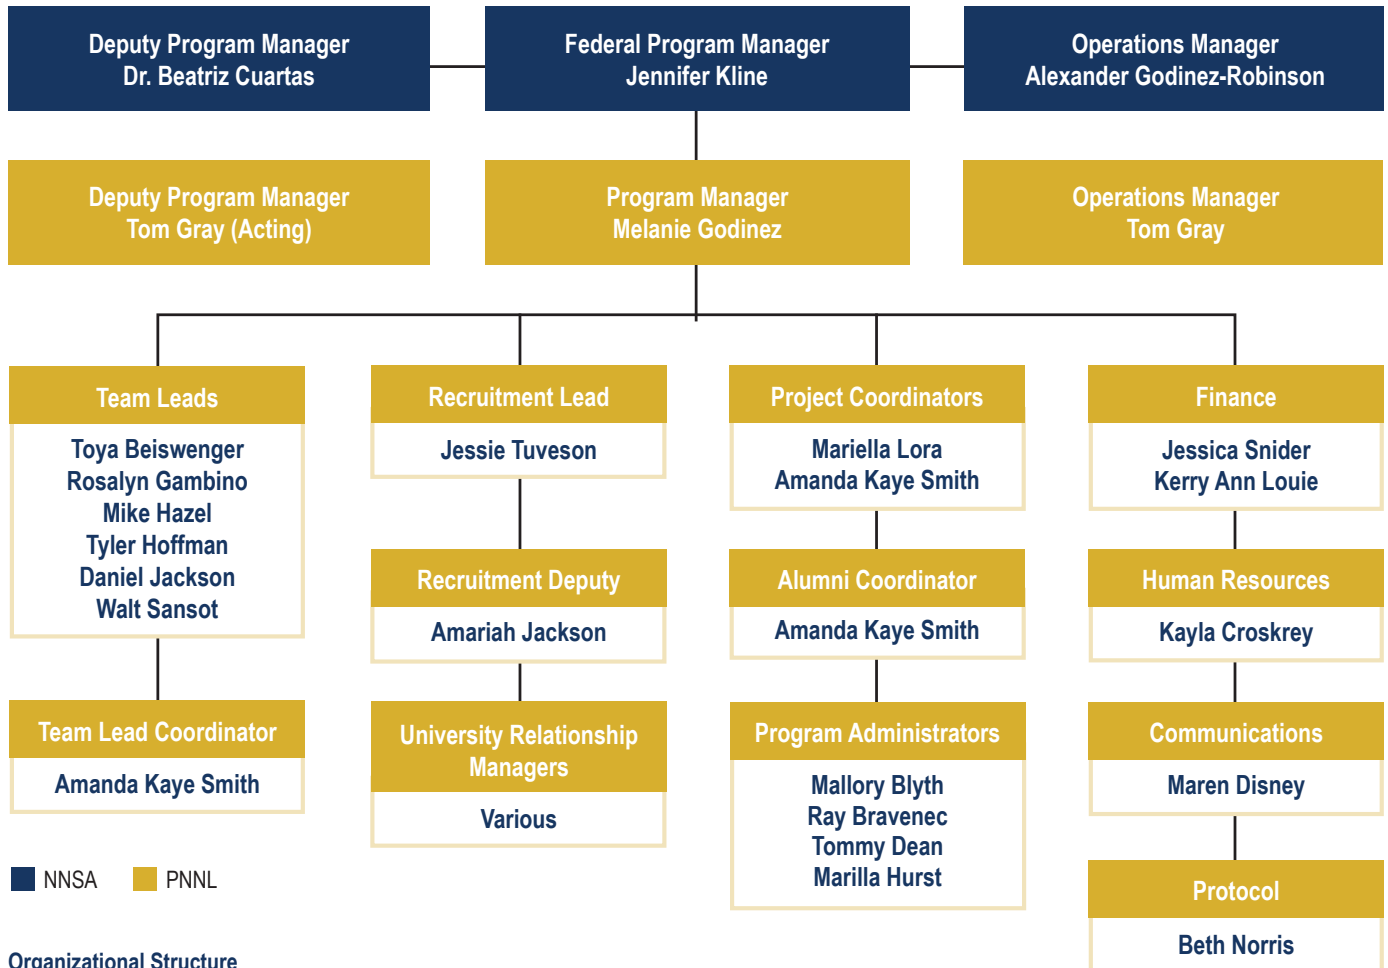 Deputy Program Manager
Dr. Beatriz Cuartas
Federal Program Manager
Jennifer Kline
Operations Manager
Alexander Godinez-Robinson
Deputy Program Manager
Tom Gray (Acting)
Program Manager
Melanie Godinez
Operations Manager
Tom Gray
Team Leads
Toya Beiswenger
Rosalyn Gambino
Mike Hazel
Tyler Hoffman
Daniel Jackson
Walt Sansot
Team Lead Coordinator
Amanda Kaye Smith
Recruitment Lead
Jessie Tuveson
Recruitment Deputy
Amariah Jackson
University Relationship
Managers
Various
Project Coordinators
Mariella Lora
Amanda Kaye Smith
Alumni Coordinator
Amanda Kaye Smith
Program Administrators
Mallory Blyth
Ray Bravenec
Tommy Dean
Marilla Hurst
Finance
Jessica Snider
Kerry Ann Louie
Human Resources
Kayla Croskrey
Communications
Maren Disney
Protocol
Beth Norris
NNSA
PNNL
Organizational Structure